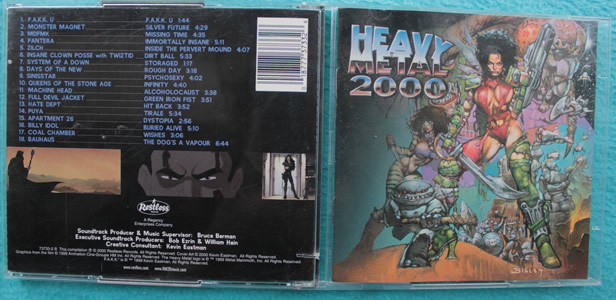 1. F.A.K.K. U F.A.K.K. U 1:44
2. MONSTER MAGNET SILVER FUTURE 4:29
3. MDFMK MISSING TIME 4:35
4. PANTERA IMMORTALLY INSANE 5:11
5. ZILCH INSIDE THE PERVERT MOUND 4:07
6. INSANE CLOWN POSSE with TWIZTID DIRT BALL 5:33
7. SYSTEM OF A DOWN STORAGED 1:17
8. DAYS OF THE NEW ROUGH DAY 3:18
9. SINISSTAR PSYCHOSEXY 4:02
10. QUEENS OF THE STONE AGE INFINITY 4:40
11. MACHINE HEAD ALCOHOLOCAUST 3:38
12. FULL DEVIL JACKET GREEN IRON FIST 3:51
13. HATE DEPT HIT BACK 3:52
14. PUYA TIRALE 5:34
15. APARTMENT 26 DYSTOPIA 2:56
16. BILLY IDOL BURIED ALIVE 5:10
17. COAL CHAMBER WISHES 3:06
18. BAUHAUS THE DOG'S A VAPOUR 6:44
Restless
A Regency
Enterprises Company
Soundtrack Producer & Music Supervisor: Bruce Berman
Executive Soundtrack Producers: Bob Ezrin & William Hein
Creative Consultant: Kevin Eastman
HEAVY
METAL
2000
BISLEY